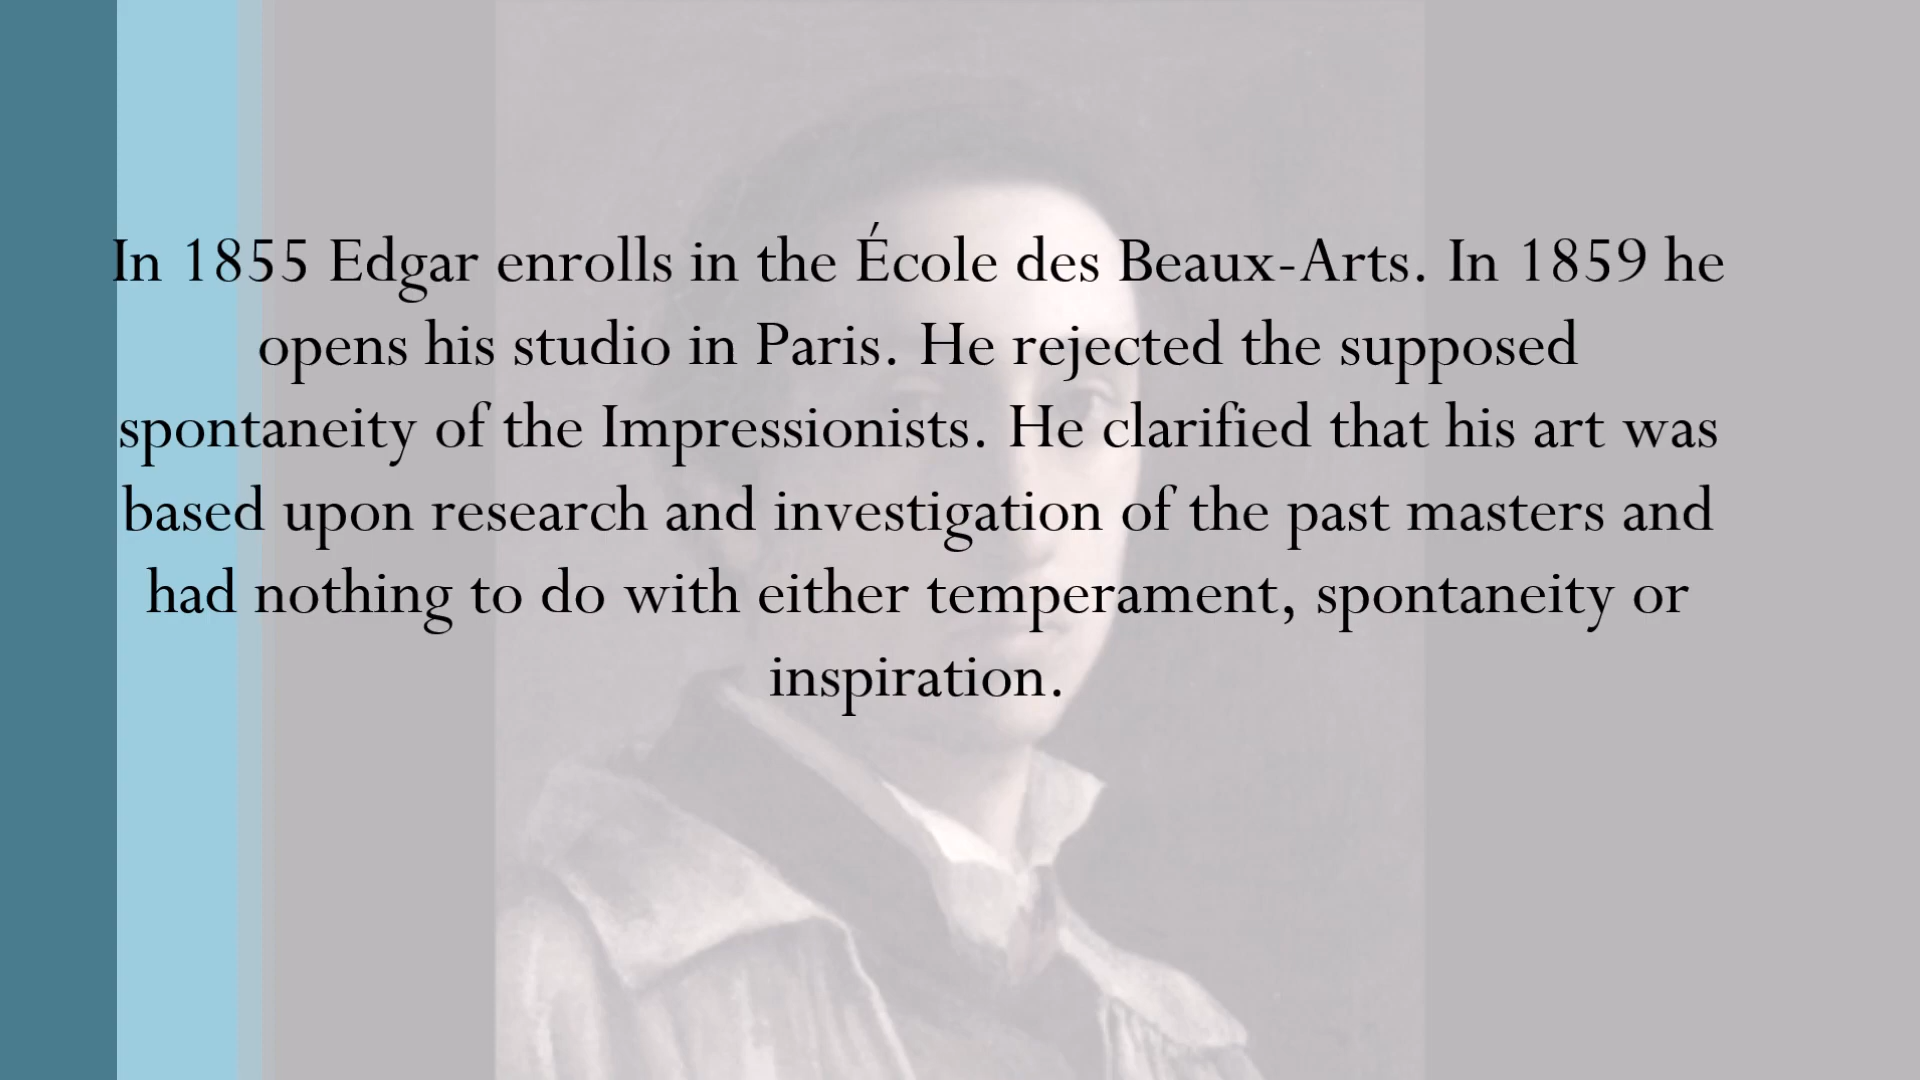 In 1855 Edgar enrolls in the École des Beaux-Arts. In 1859 he
opens his studio in Paris. He rejected the supposed
spontaneity of the Impressionists. He clarified that his art was
based upon research and investigation of the past masters and
had nothing to do with either temperament, spontaneity or
inspiration.